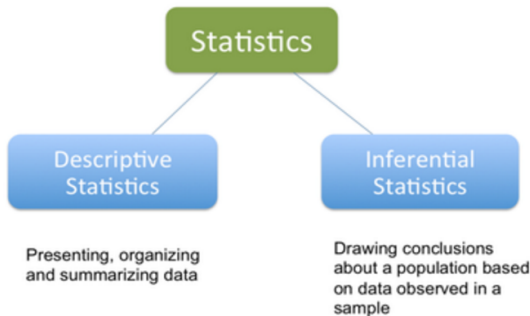 Statistics
Descriptive
Statistics
Inferential
Statistics
Presenting, organizing
and summarizing data
Drawing conclusions
about a population based
on data observed in a
sample